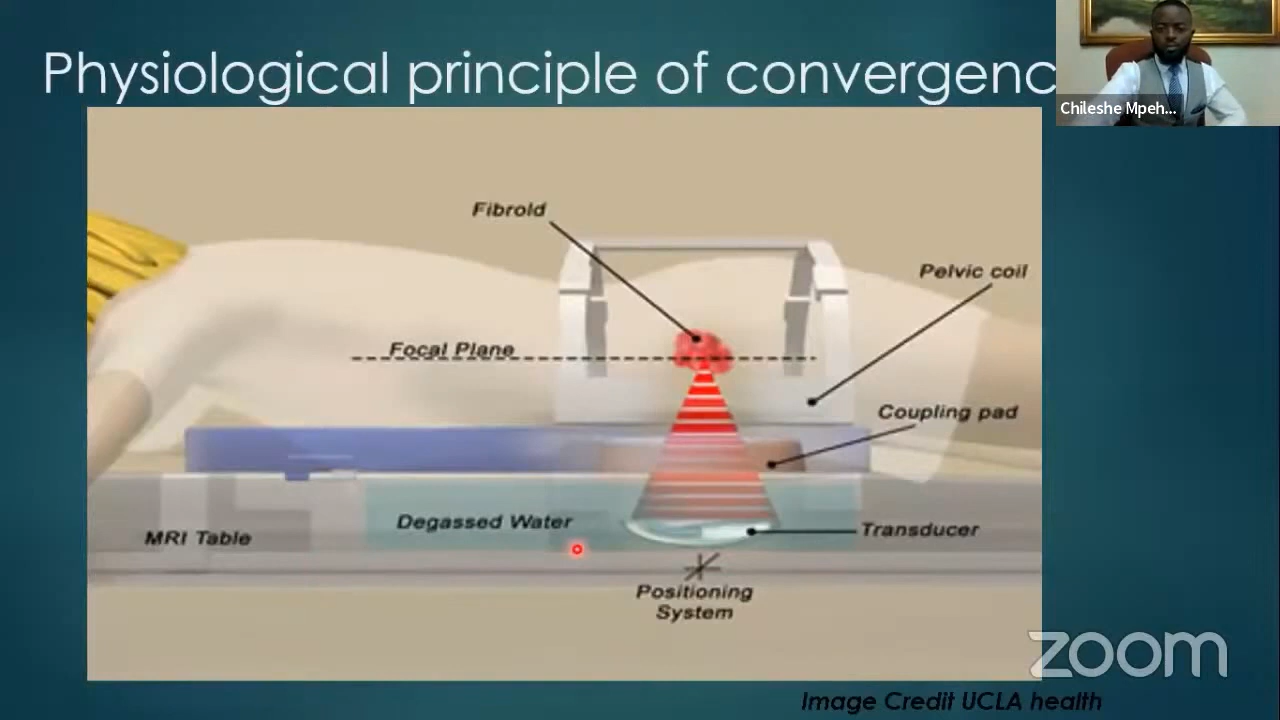 Physiological principle of convergenc
Chileshe Mpeh...
Fibrold
Pelvic coil
Focal Plane
Coupling pad
Degassed Water
Transducer
MRI Table
Positioning
System
zoom
Image Credit UCLA health